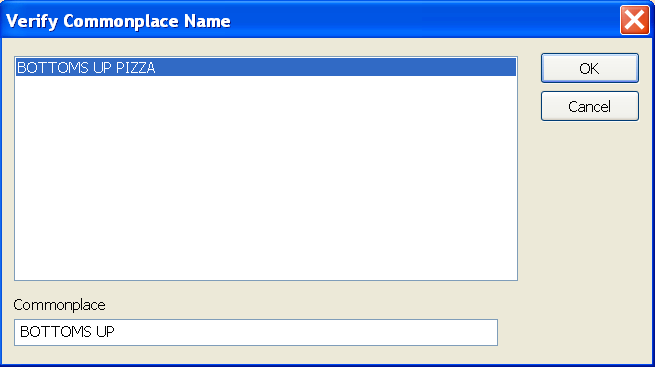 Verify Commonplace Name
BOTTOMS UP PIZZA
OK
Cancel
Commonplace
BOTTOMS UP